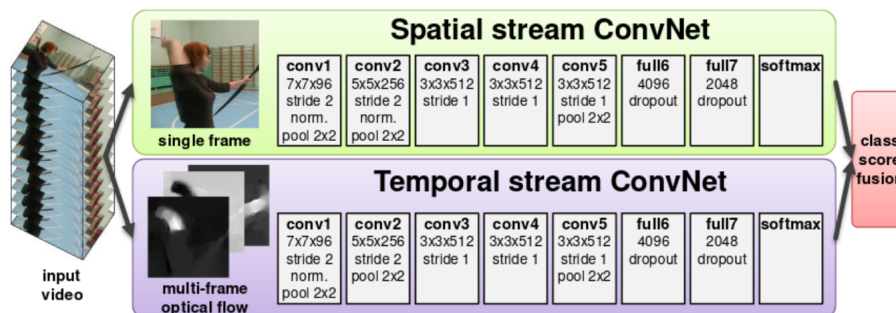 Spatial stream ConvNet
single frame
conv1
7x7x96
stride 2
norm.
pool 2x2
conv2
5x5x256
stride 2
norm.
pool 2x2
conv3
3x3x512
stride 1
conv4
3x3x512
stride 1
conv5
3x3x512
stride 1
pool 2x2
full6
4096
dropout
full7
2048
dropout
softmax
input
video
Temporal stream ConvNet
multi-frame
optical flow
conv1
7x7x96
stride 2
norm.
pool 2x2
conv2
5x5x256
stride 2
pool 2x2
conv3
3x3x512
stride 1
conv4
3x3x512
stride 1
conv5
3x3x512
stride 1
pool 2x2
full6
4096
dropout
full7
2048
dropout
softmax
class
score
fusion